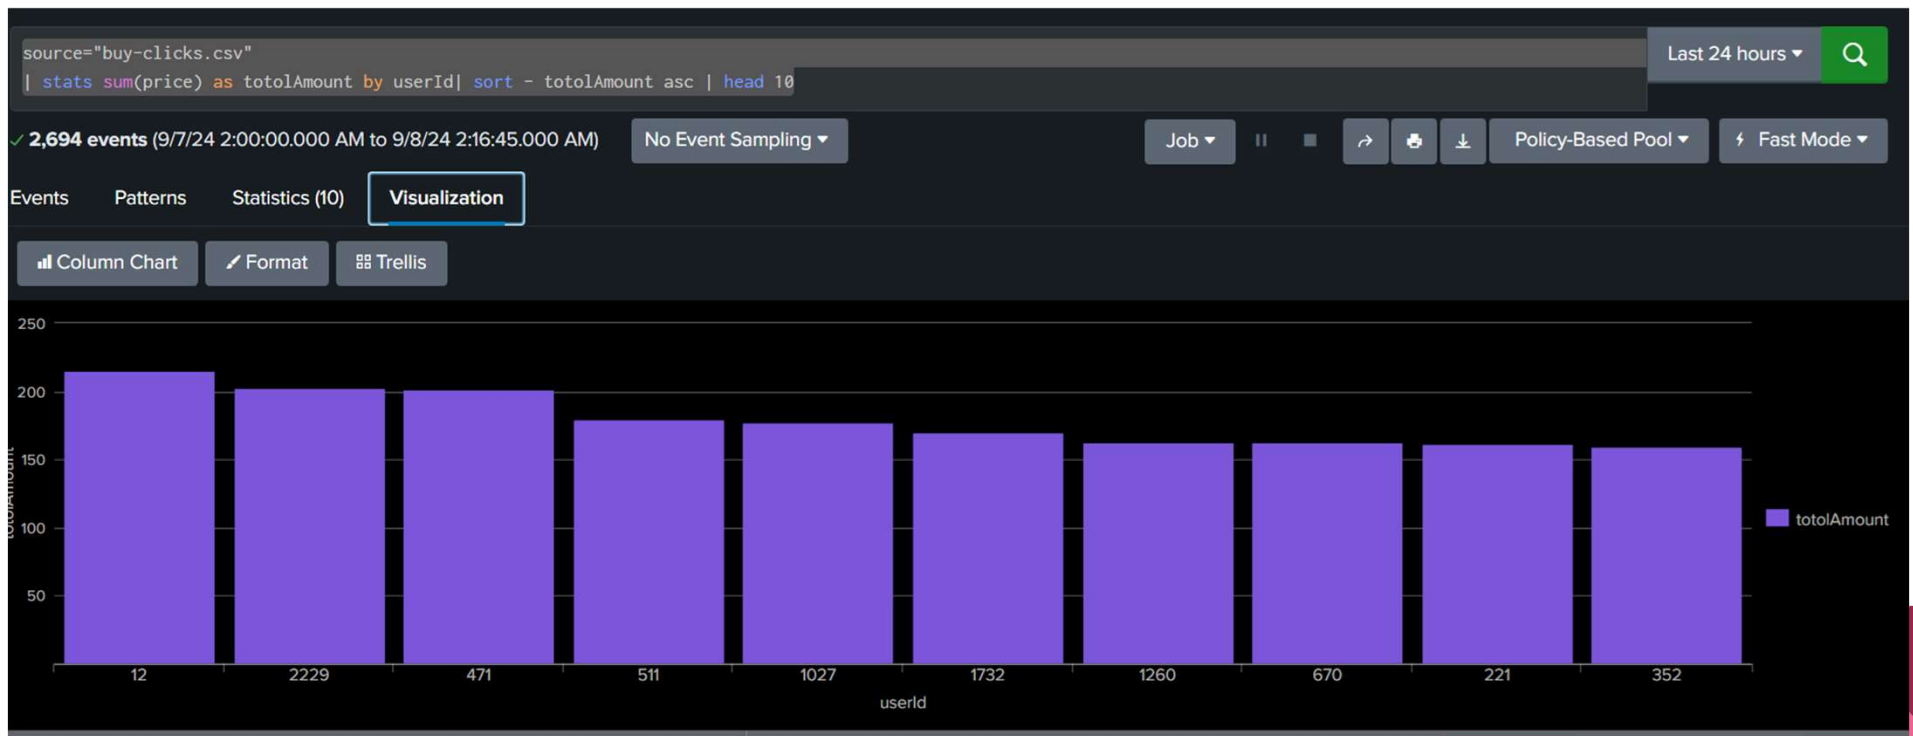 source="buy-clicks.csv"
| stats sum(price) as totolAmount by userId| sort - totolAmount asc | head 10
Last 24 hours
2,694 events (9/7/24 2:00:00.000 AM to 9/8/24 2:16:45.000 AM)
No Event Sampling
Job
Policy-Based Pool
Fast Mode
Events
Patterns
Statistics (10)
Visualization
Column Chart
Format
Trellis
250
200
150
100
50
totolAmount
12
2229
471
511
1027
1732
1260
670
221
352
userId
totolAmount